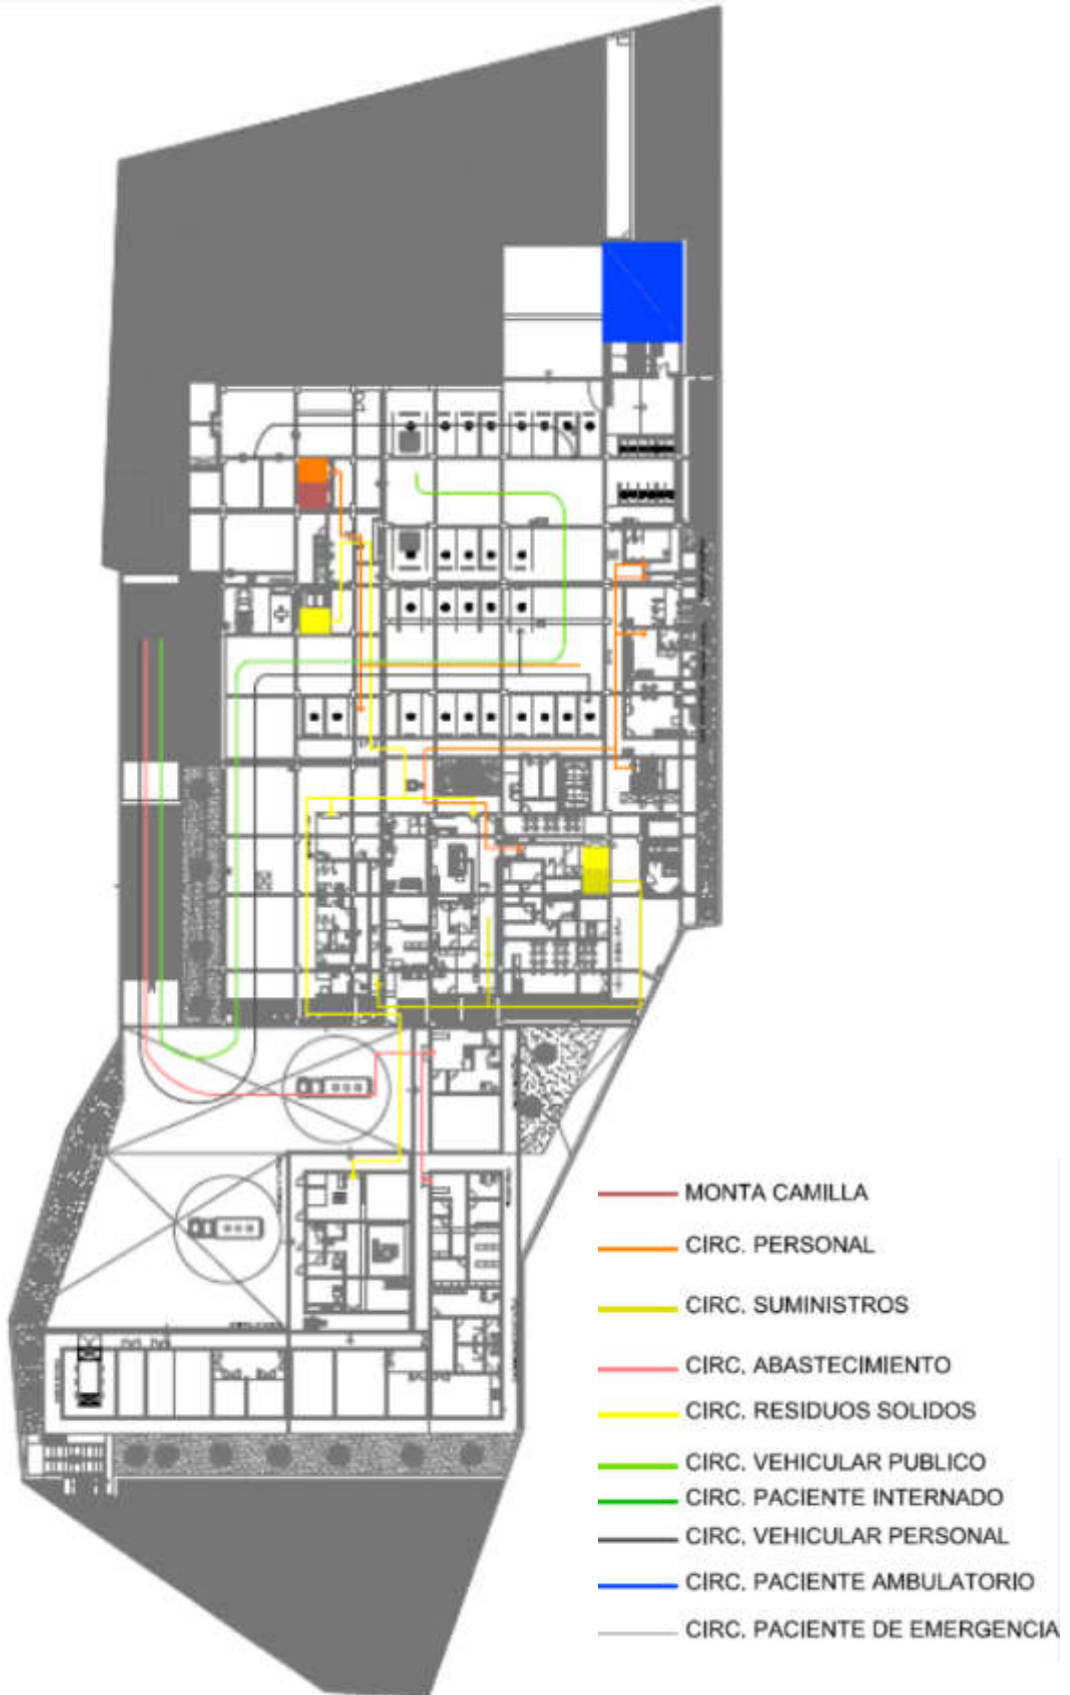 MONTA CAMILLA
CIRC. PERSONAL
CIRC. SUMINISTROS
CIRC. ABASTECIMIENTO
CIRC. RESIDUOS SOLIDOS
CIRC. VEHICULAR PUBLICO
CIRC. PACIENTE INTERNADO
CIRC. VEHICULAR PERSONAL
CIRC. PACIENTE AMBULATORIO
CIRC. PACIENTE DE EMERGENCIA